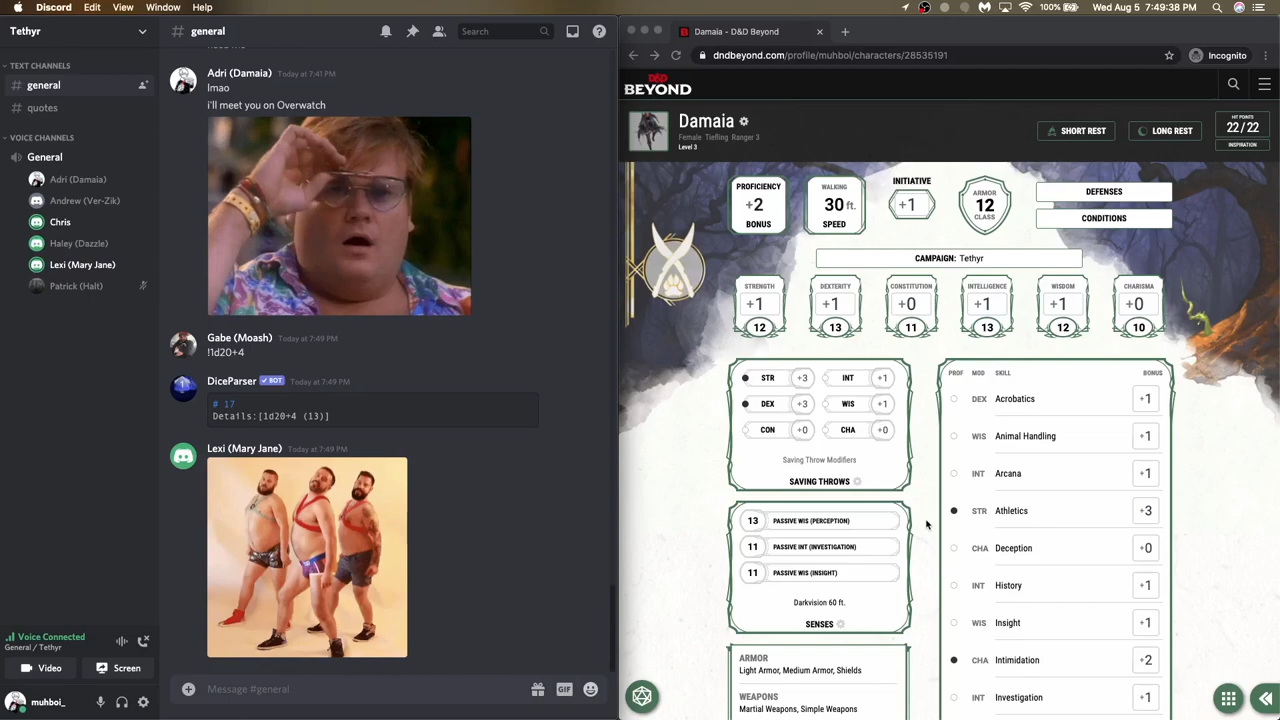 Discord File Edit View Window Help
Tethyr
TEXT CHANNELS
general
quotes
VOICE CHANNELS
General
Adri (Damaia)
Andrew (Ver-Zik)
Chris
Haley (Dazzle)
Lexi (Mary Jane)
Patrick (Halt)
Voice Connected
General / Tethyr
Video Screen
muhboi_
# general
Search
Adri (Damaia) Today at 7:41 PM
lmao
i'll meet you on Overwatch
Gabe (Moash) Today at 7:49 PM
!1d20+4
DiceParser BOT Today at 7:49 PM
# 17
Details:[1d20+4 (13)]
Lexi (Mary Jane) Today at 7:49 PM
Message #general
GIF
Damaia - D&D Beyond
dndbeyond.com/profile/muhboi/characters/28535191
Incognito
D&D
BEYOND
Damaia
Female Tiefling Ranger 3
Level 3
SHORT REST
LONG REST
HIT POINTS
22/22
INSPIRATION
PROFICIENCY
+2
BONUS
WALKING
30 ft.
SPEED
INITIATIVE
+1
ARMOR
12
CLASS
DEFENSES
CONDITIONS
CAMPAIGN: Tethyr
STRENGTH
+1
12
DEXTERITY
+1
13
CONSTITUTION
+0
11
INTELLIGENCE
+1
13
WISDOM
+1
12
CHARISMA
+0
10
STR +3 INT +1
DEX +3 WIS +1
CON +0 CHA +0
Saving Throw Modifiers
SAVING THROWS
13 PASSIVE WIS (PERCEPTION)
11 PASSIVE INT (INVESTIGATION)
11 PASSIVE WIS (INSIGHT)
Darkvision 60 ft.
SENSES
ARMOR
Light Armor, Medium Armor, Shields
WEAPONS
Martial Weapons, Simple Weapons
PROF MOD SKILL BONUS
DEX Acrobatics +1
WIS Animal Handling +1
INT Arcana +1
STR Athletics +3
CHA Deception +0
INT History +1
WIS Insight +1
CHA Intimidation +2
INT Investigation +1